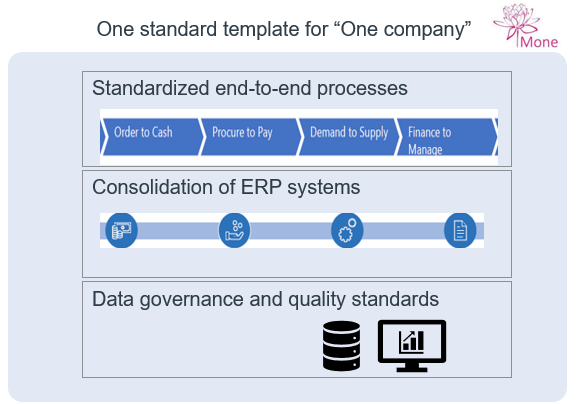 One standard template for “One company”
Mone
Standardized end-to-end processes
Order to Cash
Procure to Pay
Demand to Supply
Finance to
Manage
Consolidation of ERP systems
Data governance and quality standards